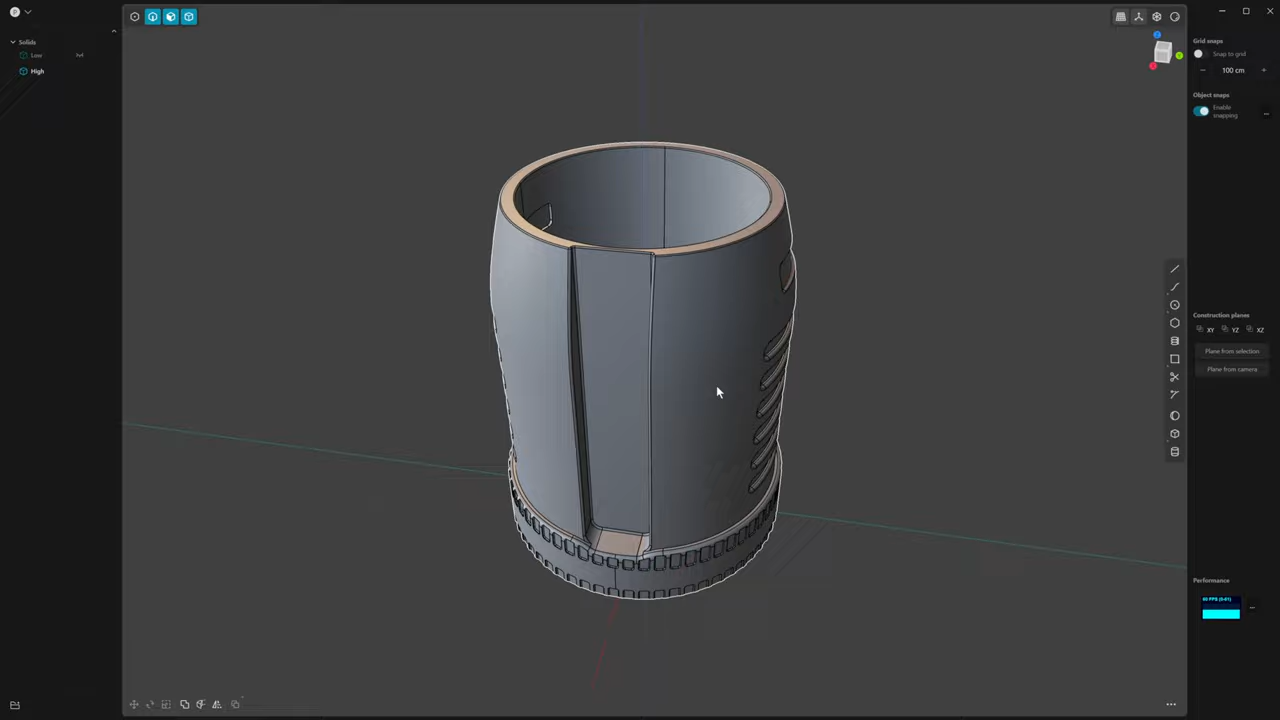 Solids
Low
High
Grid snaps
Snap to grid
100 cm
Object snaps
Enable
snapping
Construction planes
XY YZ XZ
Plane from selection
Plane from camera
Performance